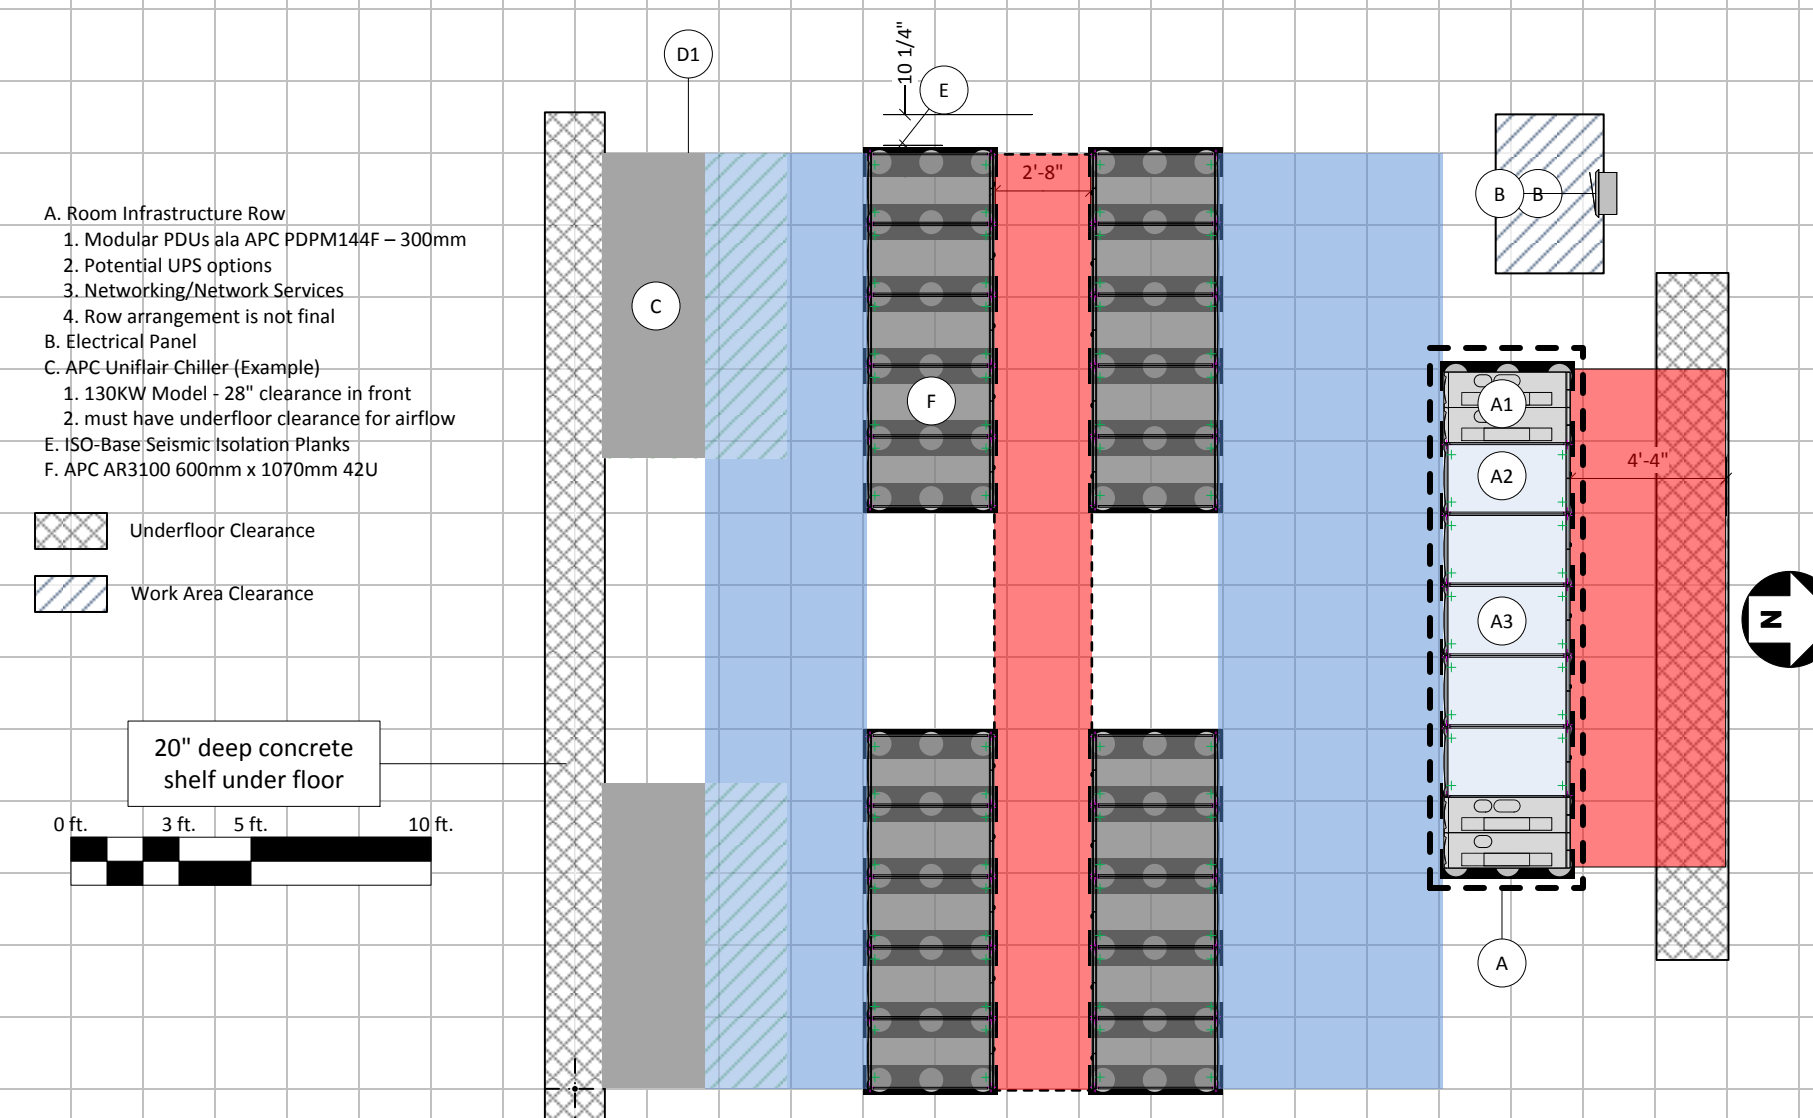 D1
10 1/4"
E
2'-8"
B
B
A. Room Infrastructure Row
1. Modular PDUs ala APC PDPM144F – 300mm
2. Potential UPS options
3. Networking/Network Services
4. Row arrangement is not final
B. Electrical Panel
C. APC Uniflair Chiller (Example)
1. 130KW Model - 28" clearance in front
2. must have underfloor clearance for airflow
E. ISO-Base Seismic Isolation Planks
F. APC AR3100 600mm x 1070mm 42U
C
F
A1
A2
4'-4"
Underfloor Clearance
Work Area Clearance
A3
N
20" deep concrete
shelf under floor
0 ft. 3 ft. 5 ft. 10 ft.
A